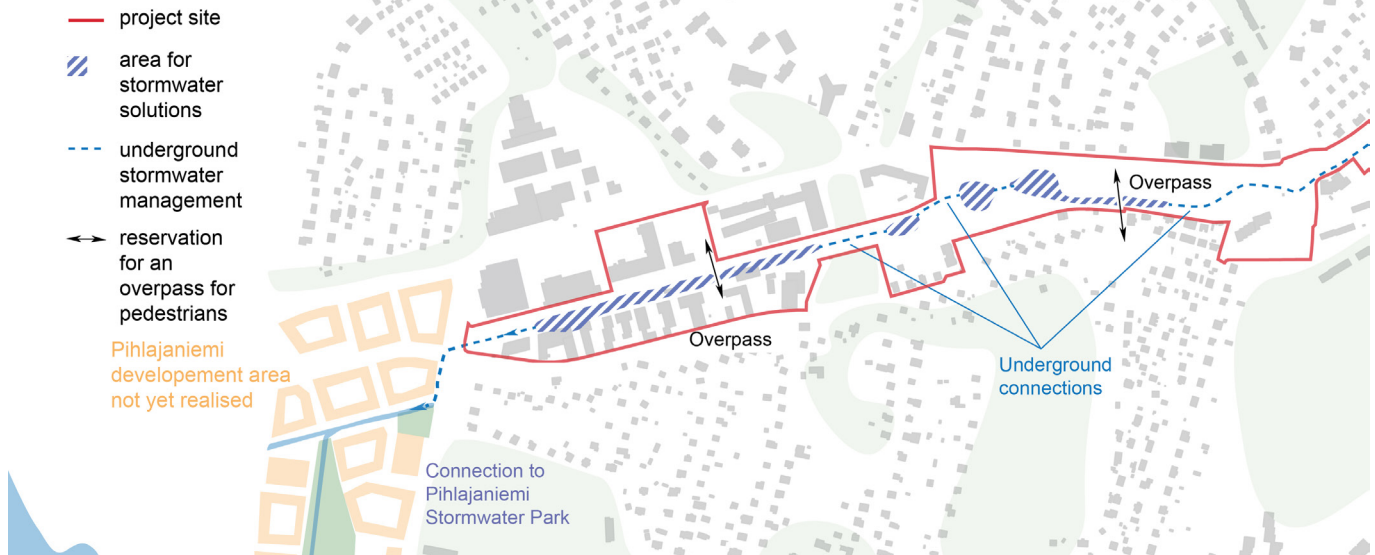 project site
area for
stormwater
solutions
underground
stormwater
management
reservation
for an
overpass for
pedestrians
Pihlajaniemi
developement area
not yet realised
Overpass
Overpass
Underground
connections
Connection to
Pihlajaniemi
Stormwater Park